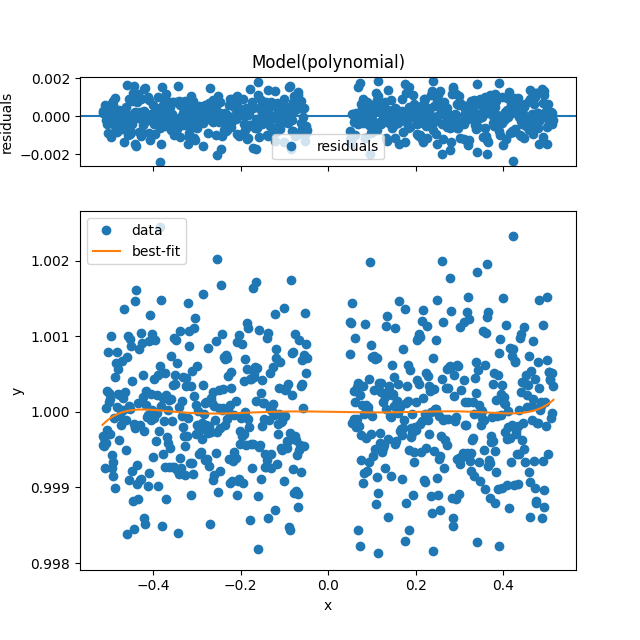 Model(polynomial)
0.002
0.000
−0.002
residuals
residuals
data
best-fit
1.002
1.001
1.000
0.999
0.998
y
−0.4
−0.2
0.0
0.2
0.4
x